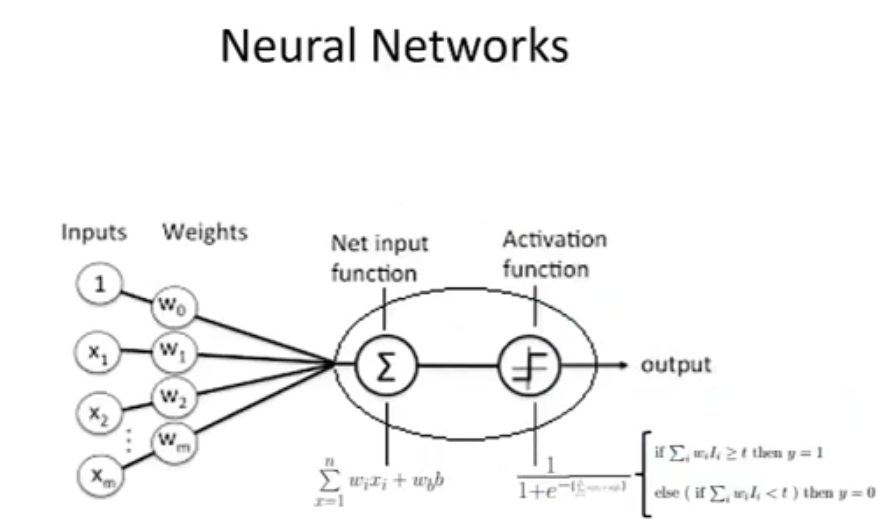 Neural Networks
Inputs Weights
Net input function
Activation function
1
w₀
x₁
w₁
x₂
w₂
⋮
xₘ
wₘ
Σ
output
n
∑ wᵢxᵢ + w_b b
x=1
1
1+e
if ∑ᵢ wᵢIᵢ ≥ t then y = 1
else ( if ∑ᵢ wᵢIᵢ < t ) then y = 0